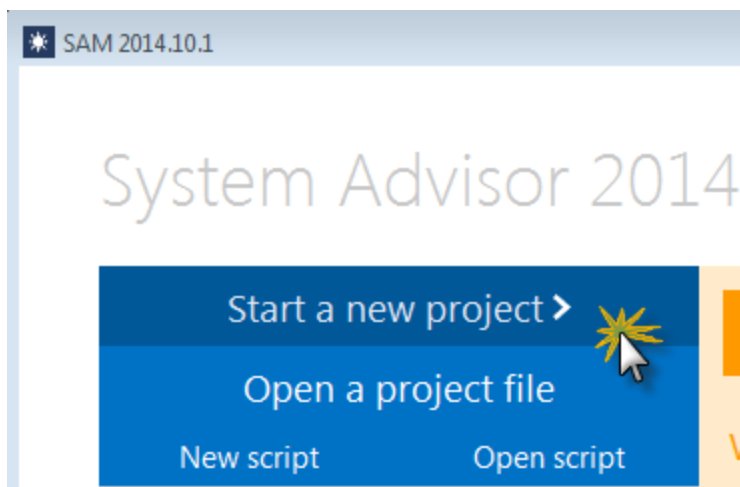 SAM 2014.10.1
System Advisor 2014
Start a new project >
Open a project file
New script Open script